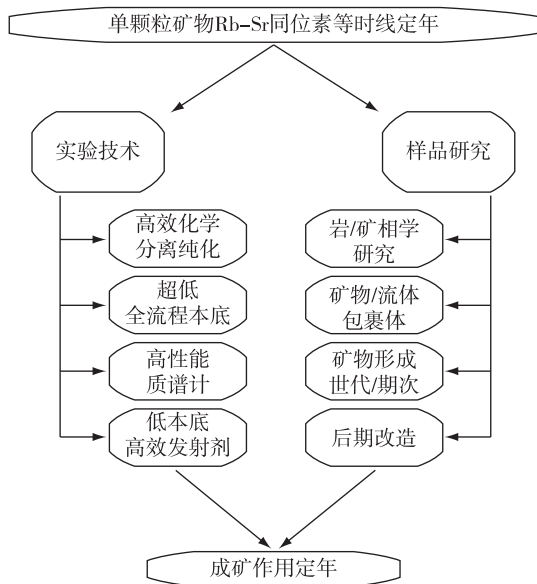 单颗粒矿物Rb–Sr同位素等时线定年
实验技术
样品研究
高效化学
分离纯化
岩/矿相学
研究
超低
全流程本底
矿物/流体
包裹体
高性能
质谱计
矿物形成
世代/期次
低本底
高效发射剂
后期改造
成矿作用定年